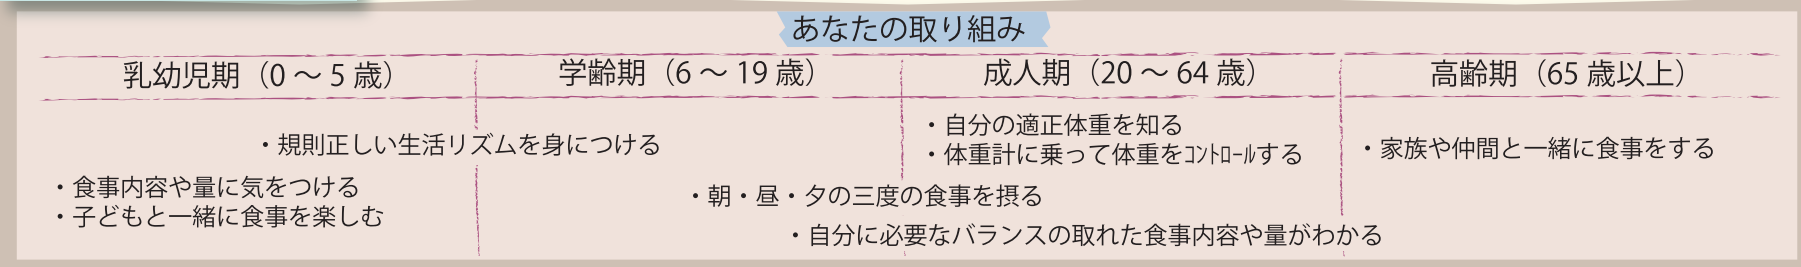 あなたの取り組み
乳幼児期（0 ～ 5 歳）
学齢期（6 ～ 19 歳）
成人期（20 ～ 64 歳）
高齢期（65 歳以上）
・規則正しい生活リズムを身につける
・食事内容や量に気をつける
・子どもと一緒に食事を楽しむ
・自分の適正体重を知る
・体重計に乗って体重をｺﾝﾄﾛｰﾙする
・家族や仲間と一緒に食事をする
・朝・昼・夕の三度の食事を摂る
・自分に必要なバランスの取れた食事内容や量がわかる